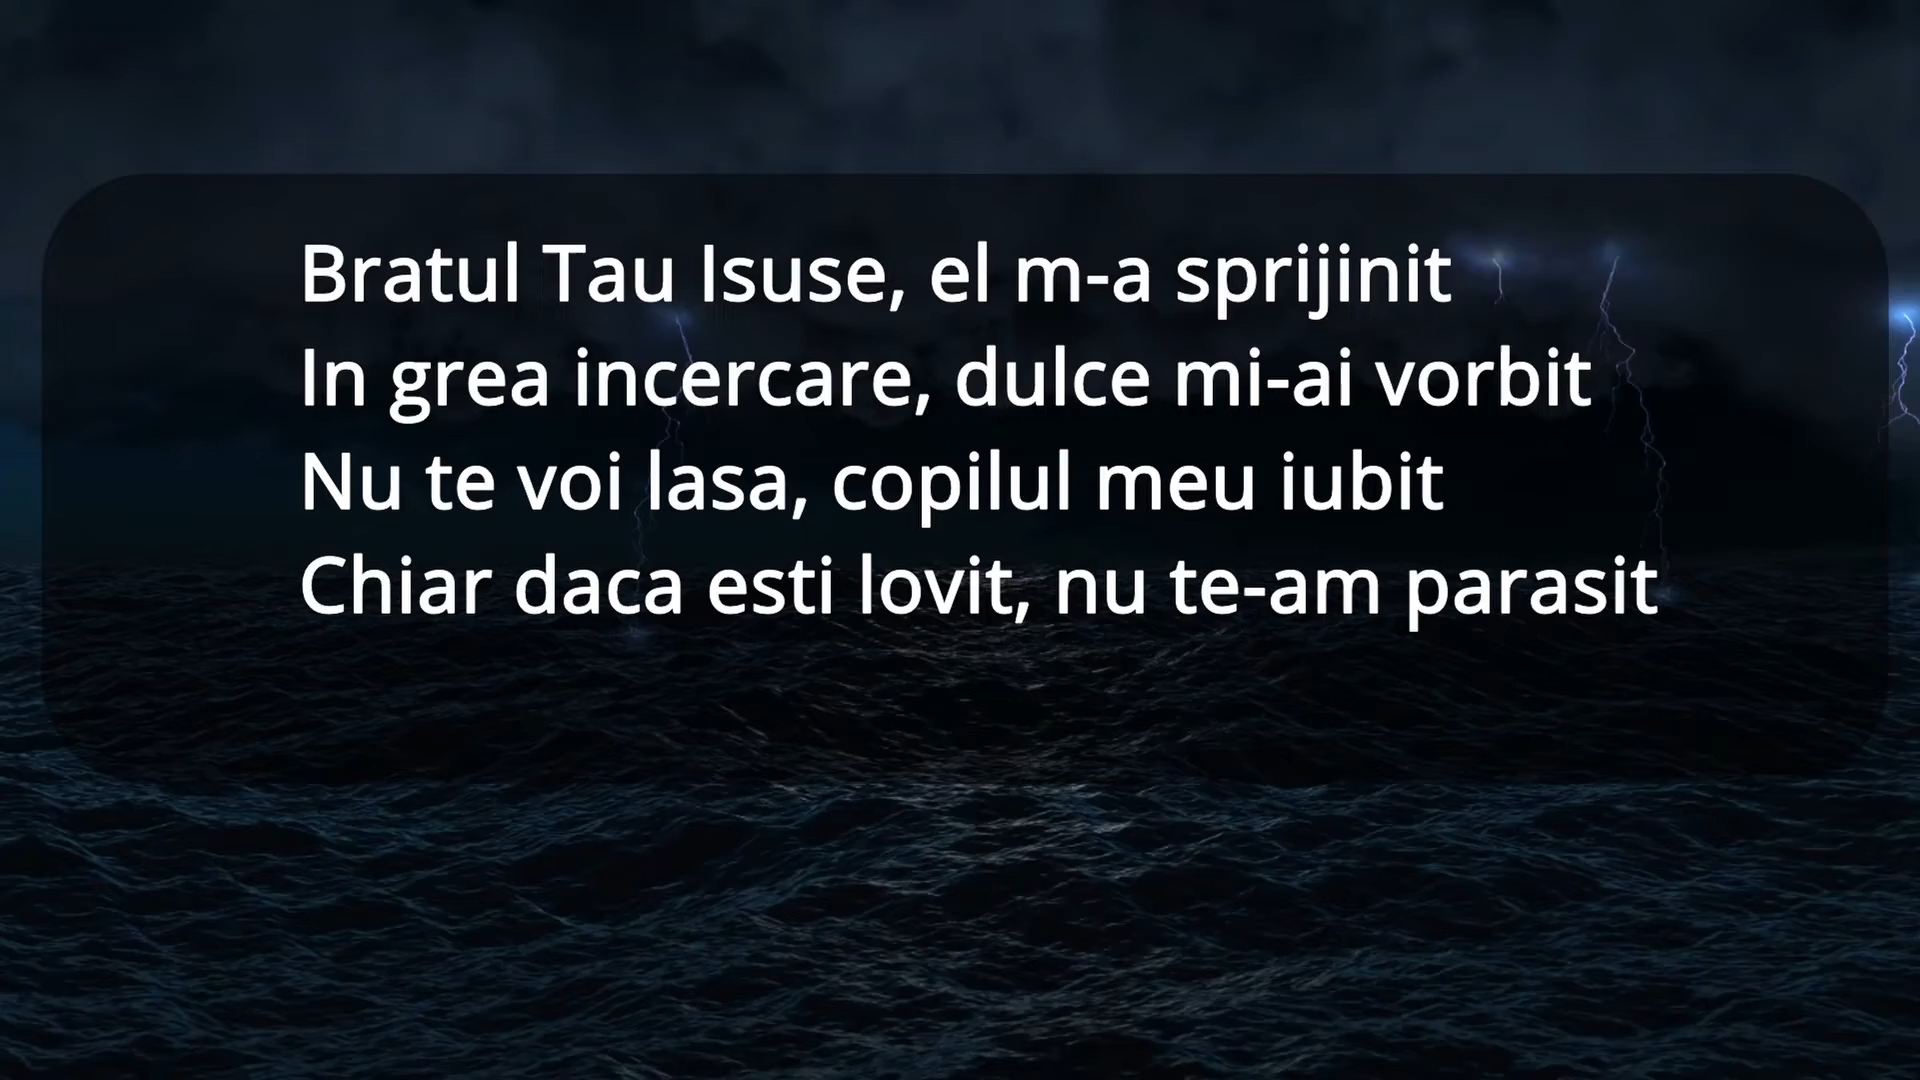 Bratul Tau Isuse, el m-a sprijinit
In grea incercare, dulce mi-ai vorbit
Nu te voi lasa, copilul meu iubit
Chiar daca esti lovit, nu te-am parasit